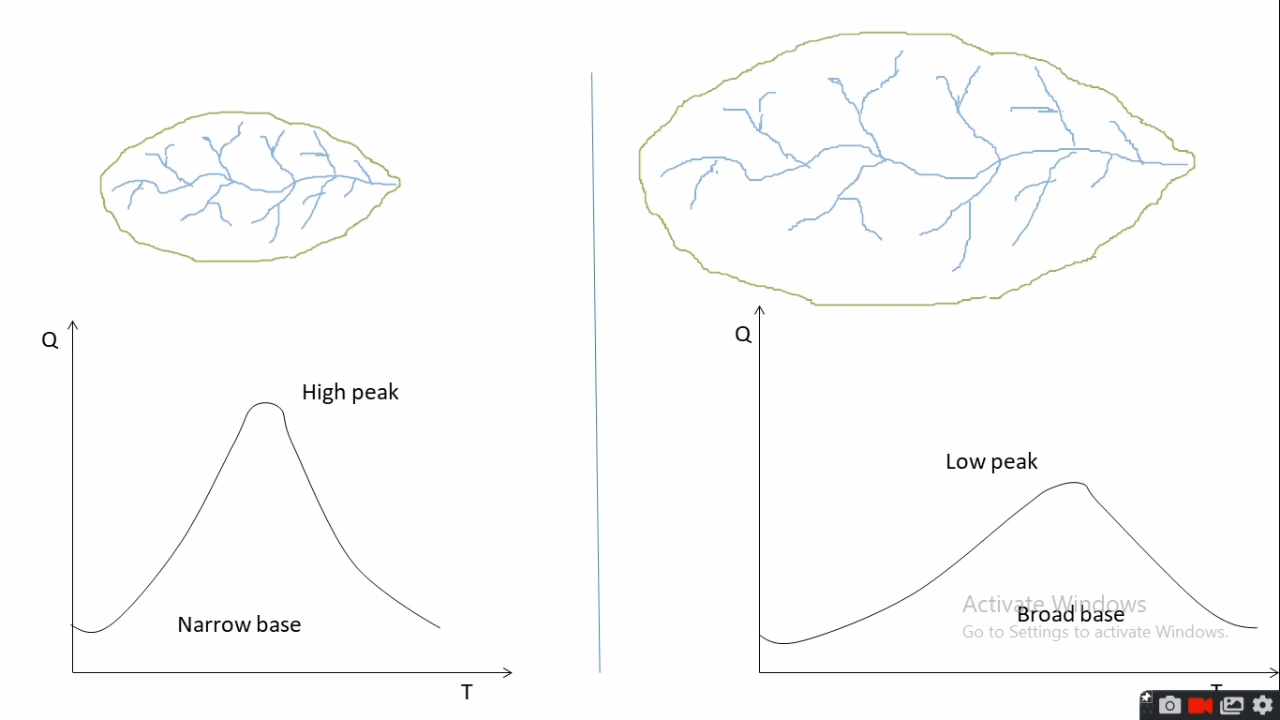 Q
High peak
Narrow base
T
Q
Low peak
Activate Windows
Broad base
Go to Settings to activate Windows.
T